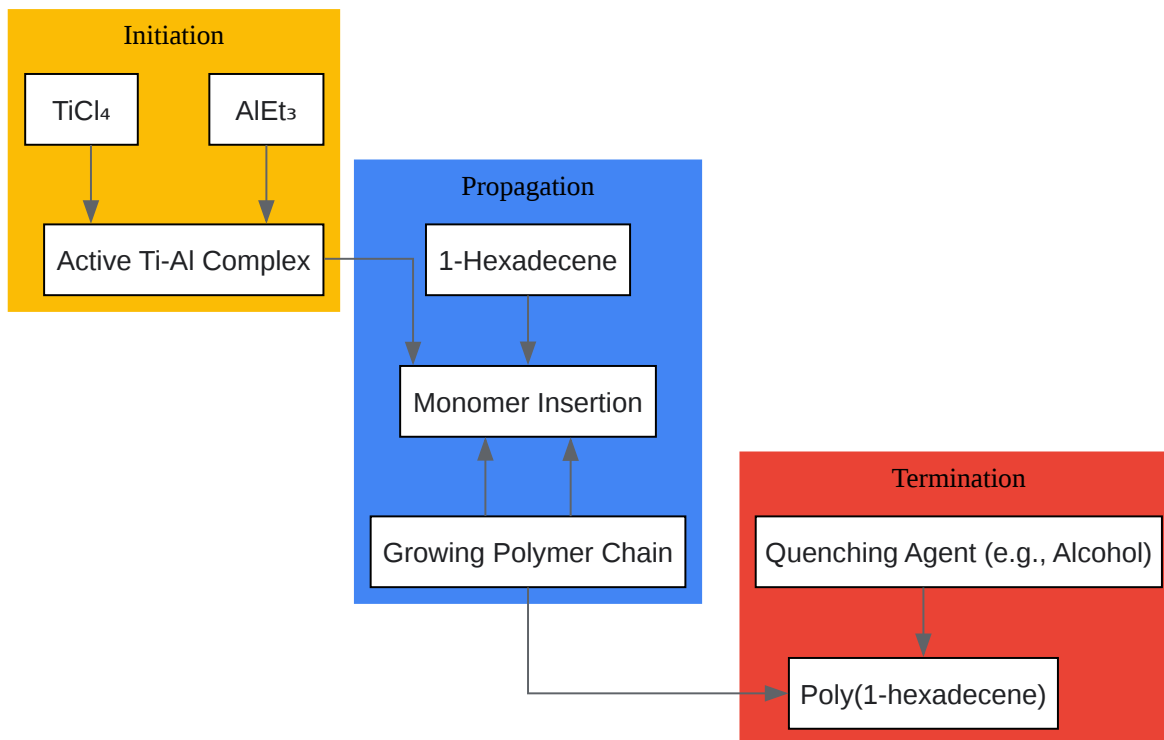 Initiation
TiCl₄
AlEt₃
Active Ti-Al Complex
Propagation
1-Hexadecene
Monomer Insertion
Growing Polymer Chain
Termination
Quenching Agent (e.g., Alcohol)
Poly(1-hexadecene)